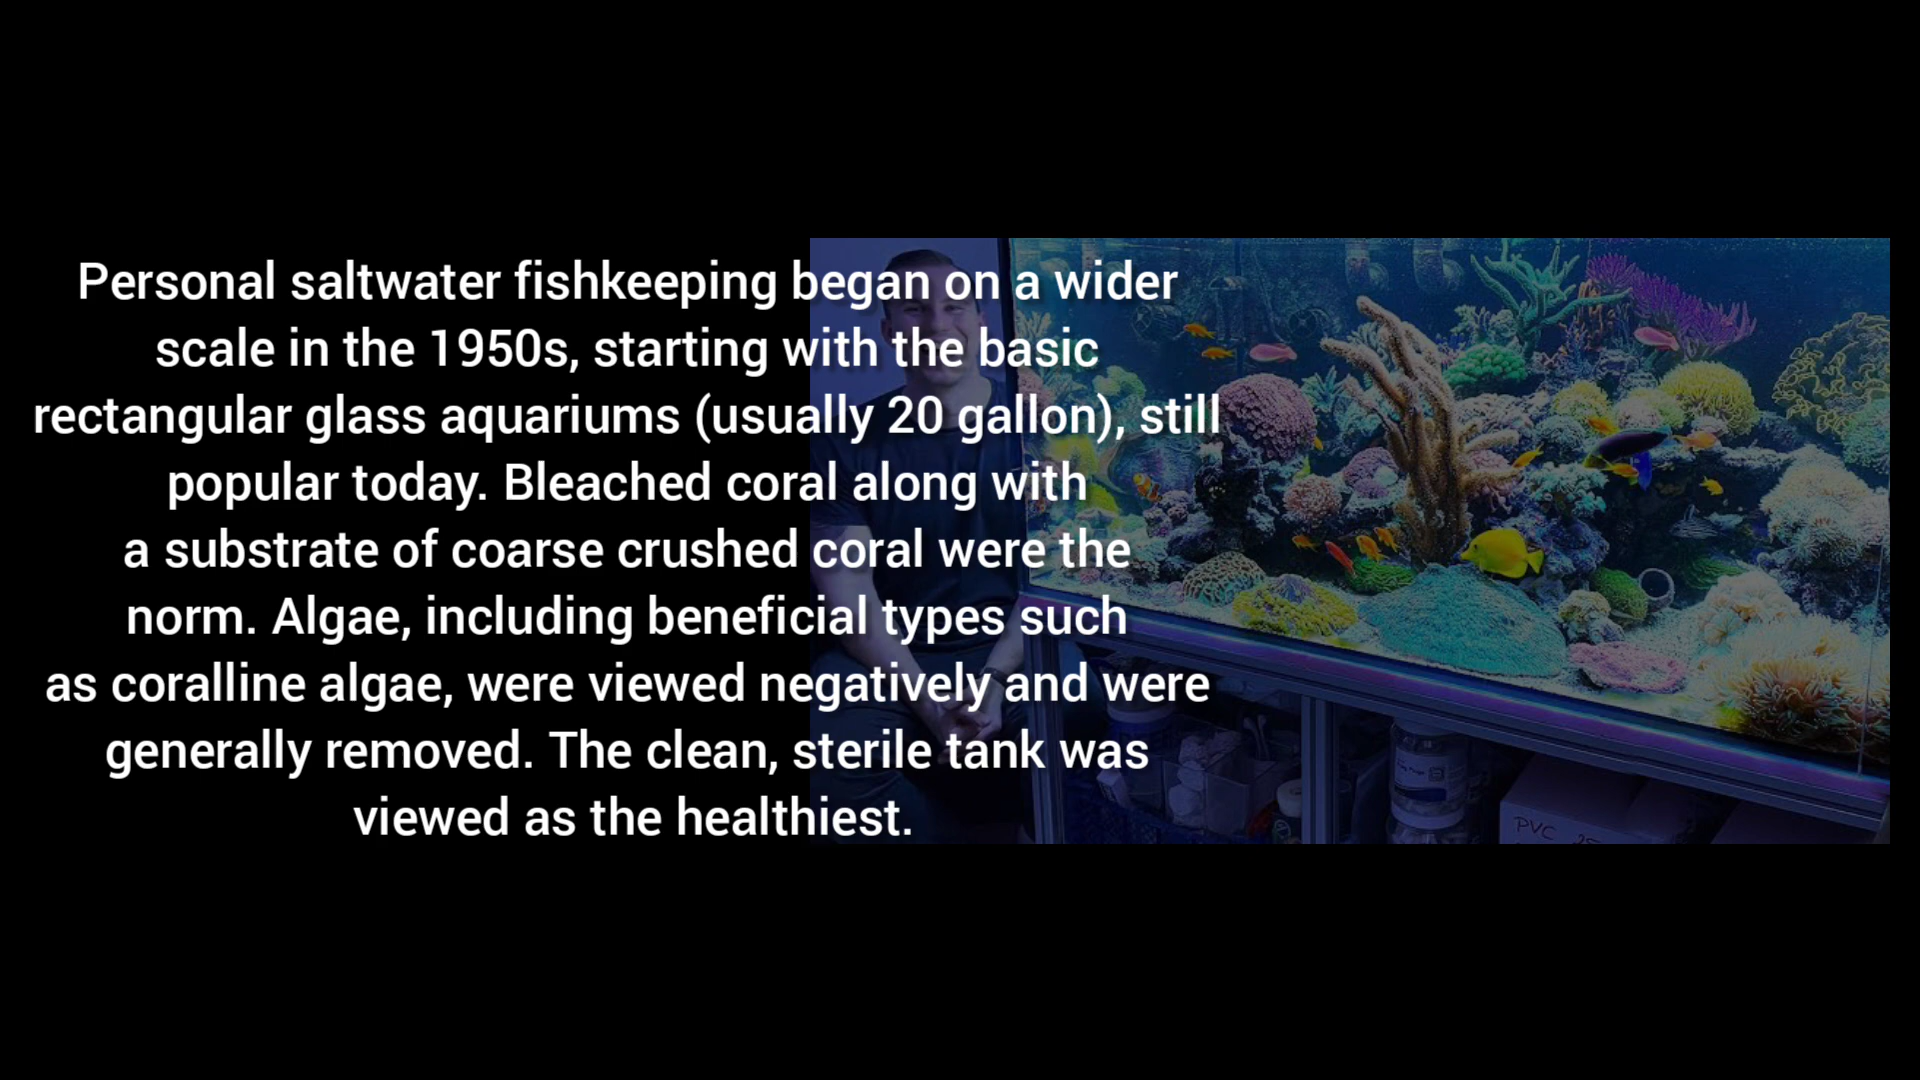 Personal saltwater fishkeeping began on a wider
scale in the 1950s, starting with the basic
rectangular glass aquariums (usually 20 gallon), still
popular today. Bleached coral along with
a substrate of coarse crushed coral were the
norm. Algae, including beneficial types such
as coralline algae, were viewed negatively and were
generally removed. The clean, sterile tank was
viewed as the healthiest.
PVC